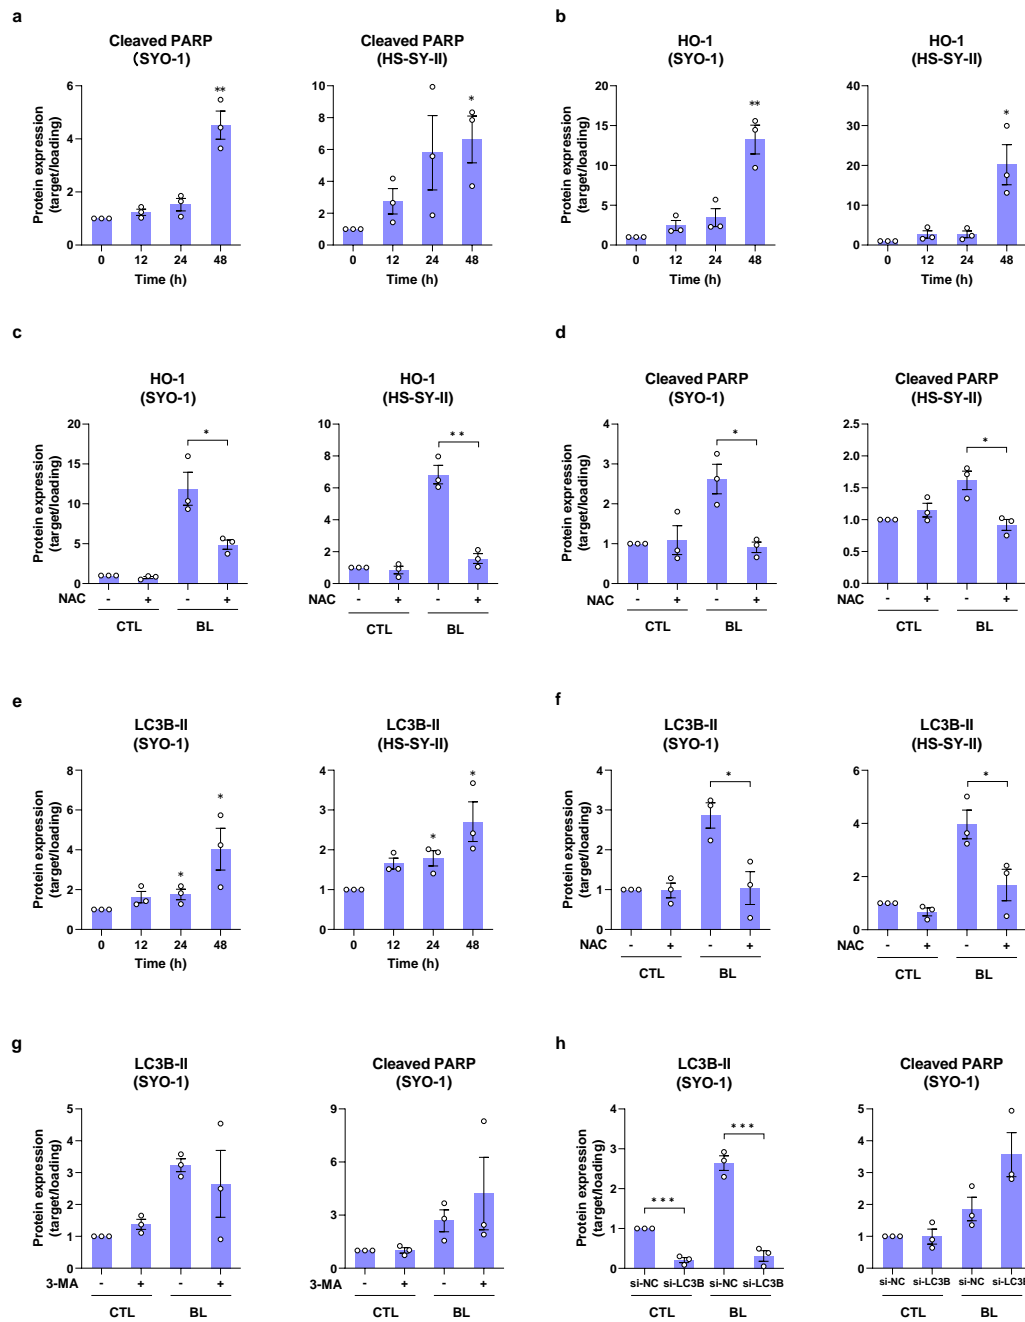 a
Cleaved PARP
（SYO-1)
Protein expression
(target/loading)
6
4
2
0
**
0 12 24 48
Time (h)
Cleaved PARP
(HS-SY-II)
10
8
6
4
2
0
*
0 12 24 48
Time (h)
b
HO-1
(SYO-1)
Protein expression
(target/loading)
20
15
10
5
0
**
0 12 24 48
Time (h)
HO-1
(HS-SY-II)
40
30
20
10
0
*
0 12 24 48
Time (h)
c
HO-1
(SYO-1)
Protein expression
(target/loading)
20
15
10
5
0
*
NAC - + - +
CTL BL
HO-1
(HS-SY-II)
10
8
6
4
2
0
**
- + - +
CTL BL
d
Cleaved PARP
(SYO-1)
Protein expression
(target/loading)
4
3
2
1
0
*
NAC - + - +
CTL BL
Cleaved PARP
(HS-SY-II)
2.5
2.0
1.5
1.0
0.5
0.0
*
NAC - + - +
CTL BL
e
LC3B-II
(SYO-1)
Protein expression
(target/loading)
8
6
4
2
0
*
*
0 12 24 48
Time (h)
LC3B-II
(HS-SY-II)
4
3
2
1
0
*
*
0 12 24 48
Time (h)
f
LC3B-II
(SYO-1)
Protein expression
(target/loading)
4
3
2
1
0
*
NAC - + - +
CTL BL
LC3B-II
(HS-SY-II)
6
4
2
0
*
NAC - + - +
CTL BL
g
LC3B-II
(SYO-1)
Protein expression
(target/loading)
5
4
3
2
1
0
3-MA - + - +
CTL BL
Cleaved PARP
(SYO-1)
9
6
3
0
3-MA - + - +
CTL BL
h
LC3B-II
(SYO-1)
Protein expression
(target/loading)
4
3
2
1
0
***
***
si-NC si-LC3B si-NC si-LC3B
CTL BL
Cleaved PARP
(SYO-1)
5
4
3
2
1
0
si-NC si-LC3B si-NC si-LC3B
CTL BL